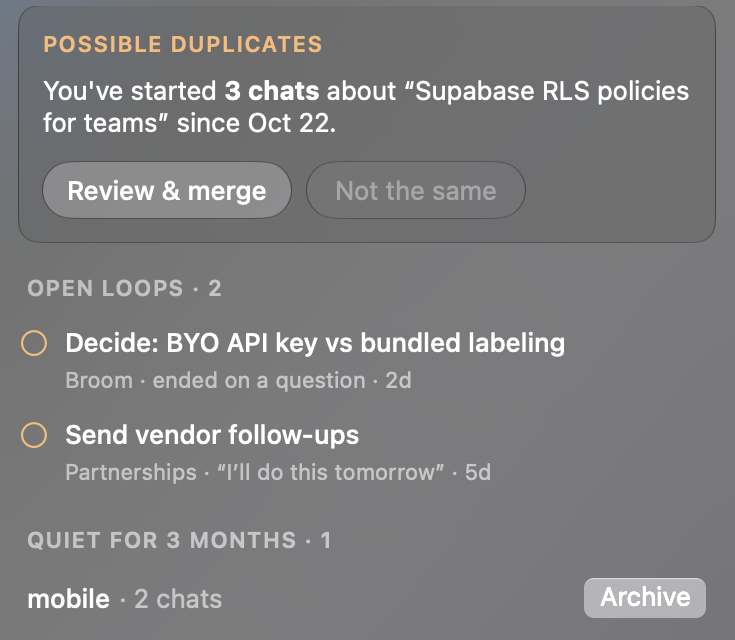 POSSIBLE DUPLICATES
You've started 3 chats about “Supabase RLS policies
for teams” since Oct 22.
Review & merge
Not the same
OPEN LOOPS · 2
Decide: BYO API key vs bundled labeling
Broom · ended on a question · 2d
Send vendor follow-ups
Partnerships · “I’ll do this tomorrow” · 5d
QUIET FOR 3 MONTHS · 1
mobile · 2 chats
Archive